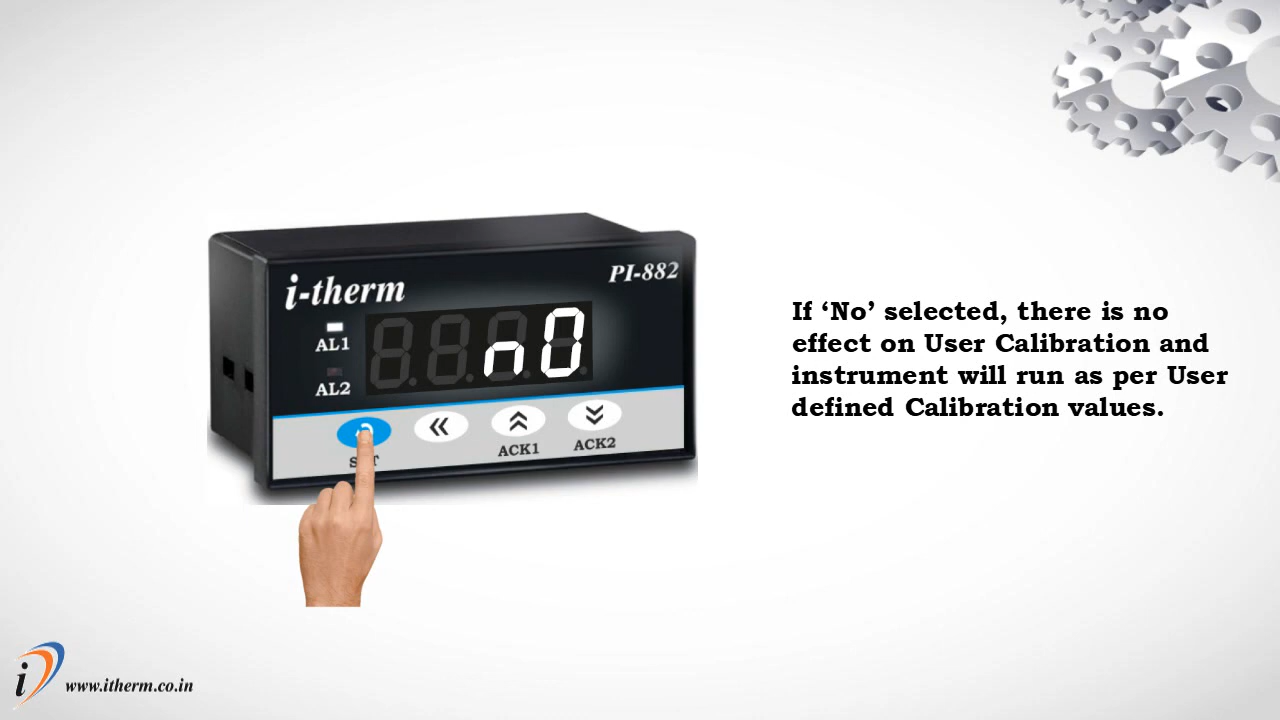 i-therm
PI-882
n0
AL1
AL2
SET
ACK1
ACK2
If ‘No’ selected, there is no
effect on User Calibration and
instrument will run as per User
defined Calibration values.
i
www.itherm.co.in